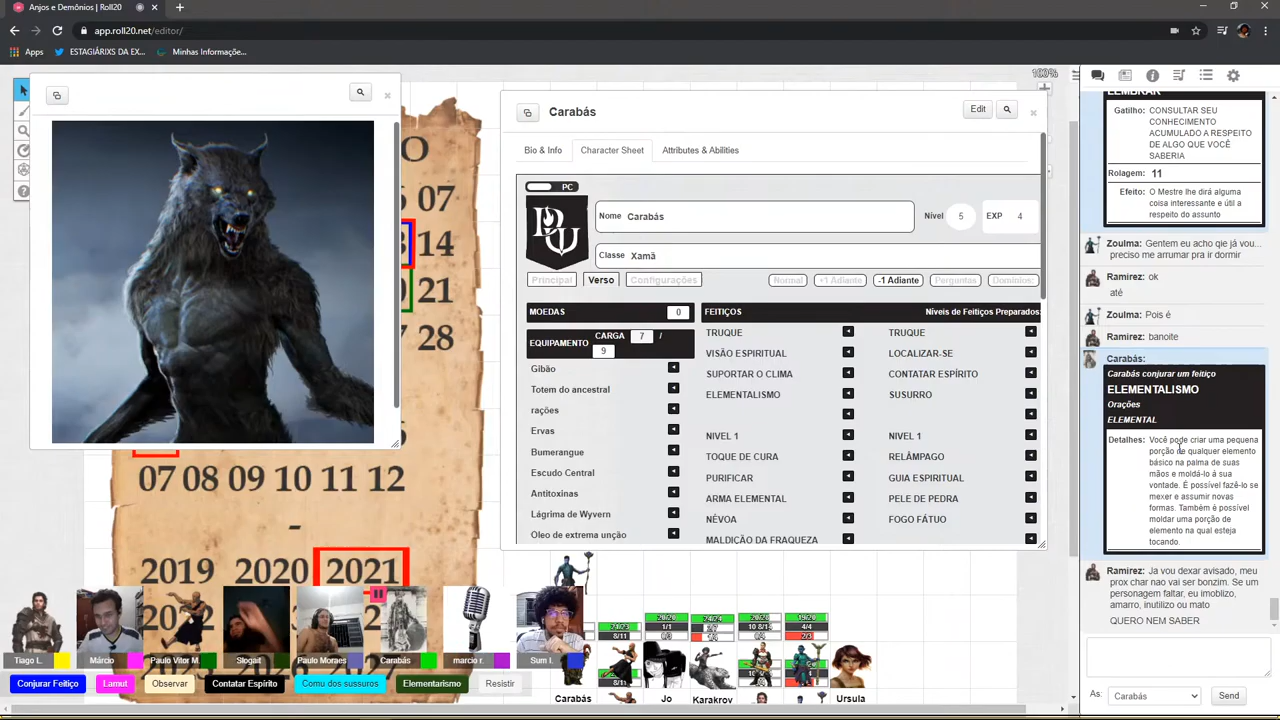 Anjos e Demônios | Roll20
app.roll20.net/editor/
Apps
ESTAGIÁRIXS DA EX...
Minhas Informaçõe...
100%
O
07
14
21
28
07 08 09 10 11 12
-
2019 2020 2021
Carabás
Edit
Bio & Info
Character Sheet
Attributes & Abilities
PC
Nome Carabás
Nível 5
EXP 4
Classe Xamã
Principal
Verso
Configurações
Normal
+1 Adiante
-1 Adiante
Perguntas
Domínios:
MOEDAS 0
FEITIÇOS
Níveis de Feitiços Preparados:
EQUIPAMENTO
CARGA 7 / 9
Gibão
Totem do ancestral
rações
Ervas
Bumerangue
Escudo Central
Antitoxinas
Lágrima de Wyvern
Oleo de extrema unção
TRUQUE
VISÃO ESPIRITUAL
SUPORTAR O CLIMA
ELEMENTALISMO
NIVEL 1
TOQUE DE CURA
PURIFICAR
ARMA ELEMENTAL
NÉVOA
MALDIÇÃO DA FRAQUEZA
TRUQUE
LOCALIZAR-SE
CONTATAR ESPÍRITO
SUSURRO
NIVEL 1
RELÂMPAGO
GUIA ESPIRITUAL
PELE DE PEDRA
FOGO FÁTUO
LEMBRAR
Gatilho: CONSULTAR SEU
CONHECIMENTO
ACUMULADO A RESPEITO
DE ALGO QUE VOCÊ
SABERIA
Rolagem: 11
Efeito: O Mestre lhe dirá alguma
coisa interessante e útil a
respeito do assunto
Zoulma: Gentem eu acho qie já vou...
preciso me arrumar pra ir dormir
Ramirez: ok
até
Zoulma: Pois é
Ramirez: banoite
Carabás:
Carabás conjurar um feitiço
ELEMENTALISMO
Orações
ELEMENTAL
Detalhes: Você pode criar uma pequena
porção de qualquer elemento
básico na palma de suas
mãos e moldá-lo á sua
vontade. É possível fazê-lo se
mexer e assumir novas
formas. Também é possível
moldar uma porção de
elemento na qual esteja
tocando.
Ramirez: Ja vou dexar avisado, meu
prox char nao vai ser bonzim. Se um
personagem faltar, eu imoblizo,
amarro, inutilizo ou mato
QUERO NEM SABER
As: Carabás
Send
Tiago L.
Márcio
Paulo Vitor M.
Slogait
Paulo Moraes
Carabás
marcio r.
Sum I.
Conjurar Feitiço
Lamut
Observar
Contatar Espirito
Comu dos sussuros
Elementarismo
Resistir
Carabás
Jo
Karakrov
Ursula